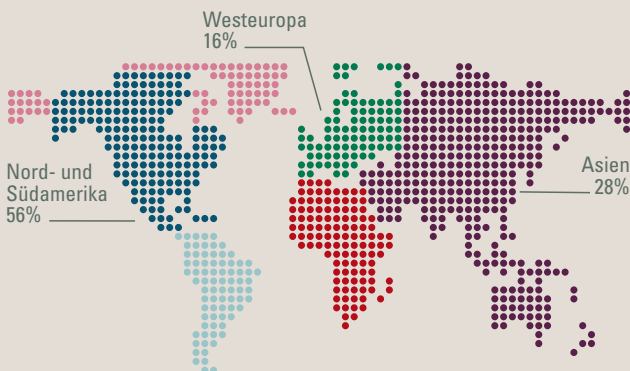 Westeuropa
16%
Nord- und
Südamerika
56%
Asien
28%